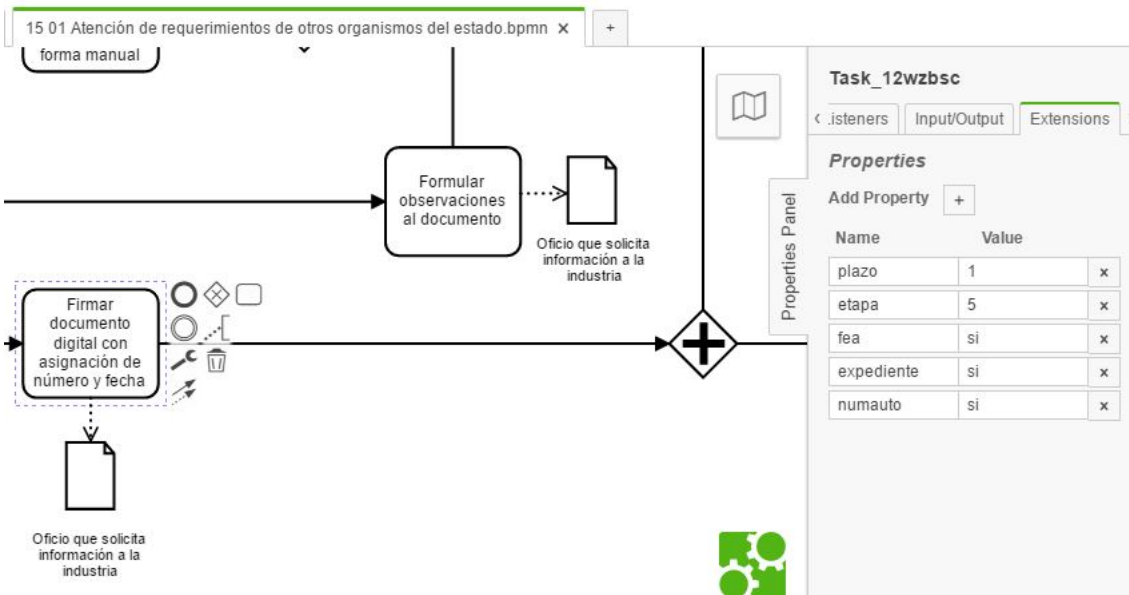 15 01 Atención de requerimientos de otros organismos del estado.bpmn x
+
forma manual
Formular
observaciones
al documento
Oficio que solicita
información a la
industria
Firmar
documento
digital con
asignación de
número y fecha
Oficio que solicita
información a la
industria
Properties Panel
Task_12wzbsc
‹ .isteners Input/Output Extensions
Properties
Add Property +
Name Value
plazo 1 x
etapa 5 x
fea si x
expediente si x
numauto si x